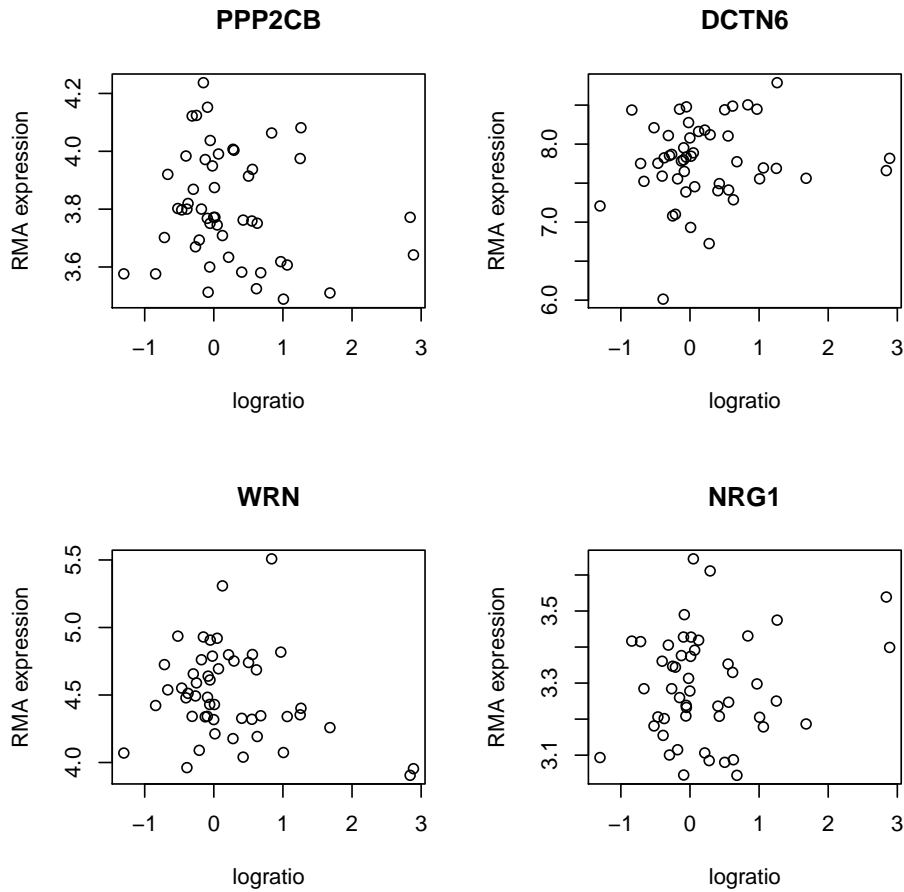 PPP2CB
RMA expression
4.2
4.0
3.8
3.6
−1 0 1 2 3
logratio
DCTN6
RMA expression
8.0
7.0
6.0
−1 0 1 2 3
logratio
WRN
RMA expression
5.5
5.0
4.5
4.0
−1 0 1 2 3
logratio
NRG1
RMA expression
3.5
3.3
3.1
−1 0 1 2 3
logratio